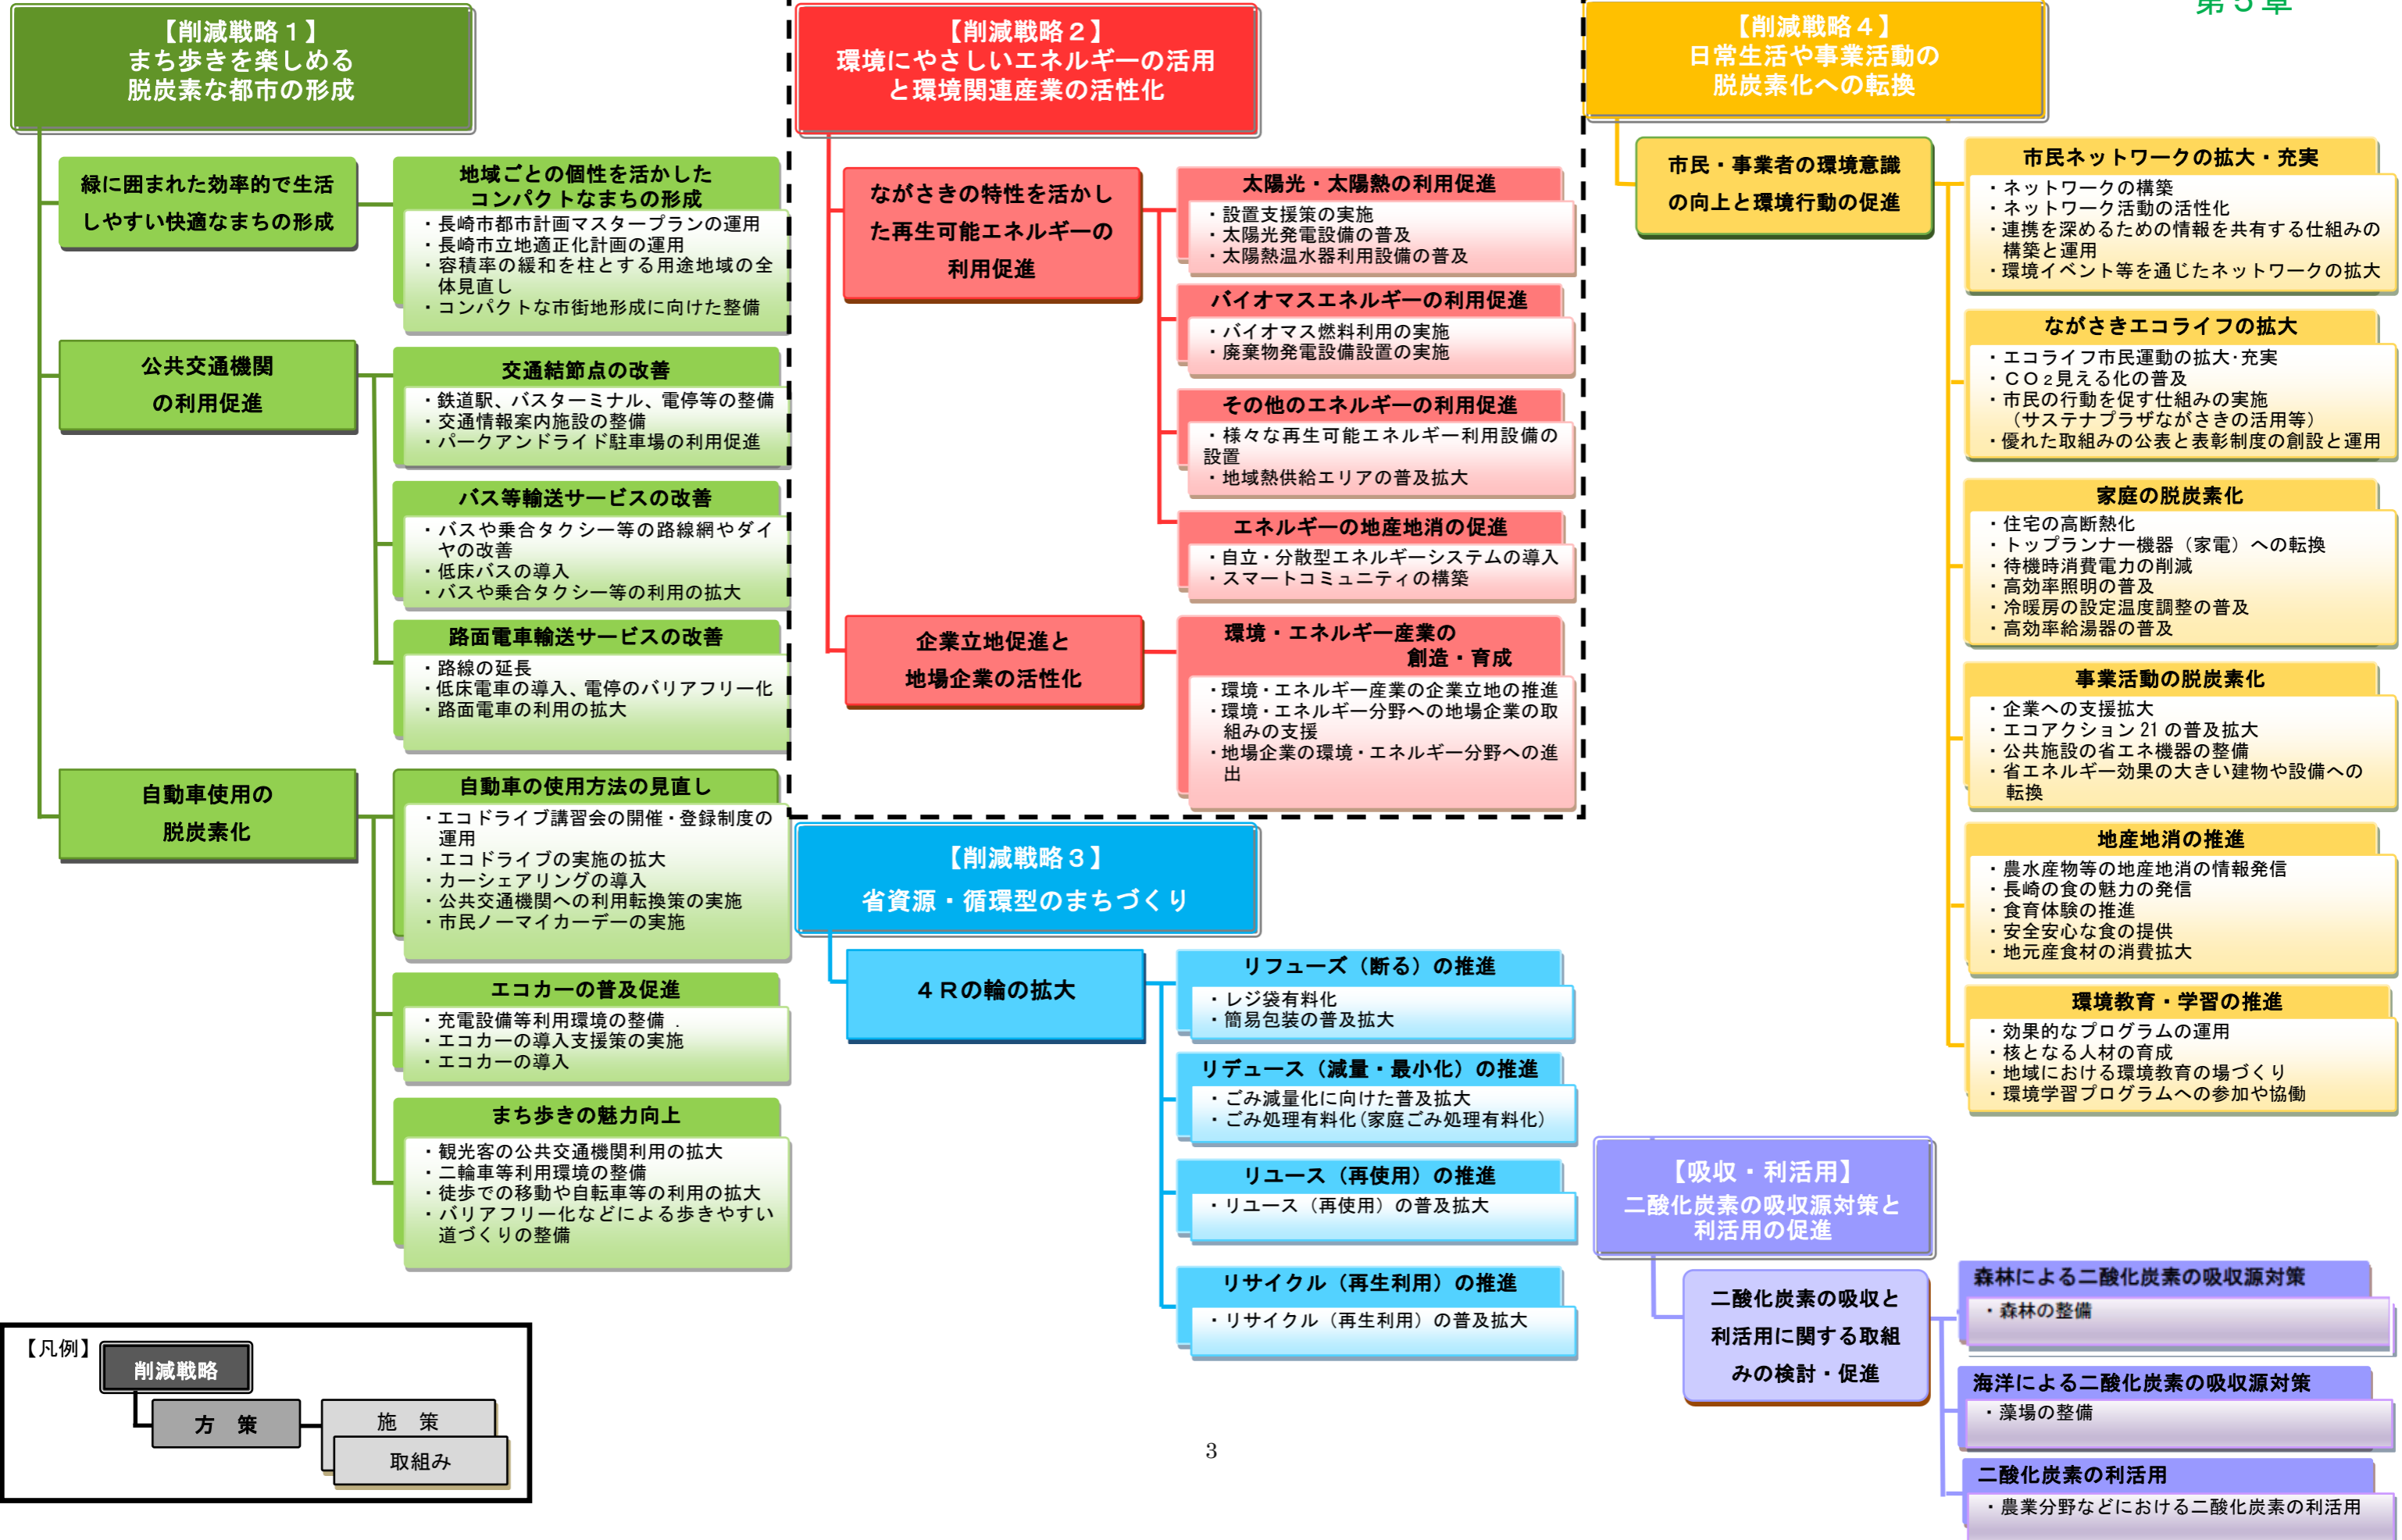 第５章
【削減戦略１】
まち歩きを楽しめる
脱炭素な都市の形成
緑に囲まれた効率的で生活
しやすい快適なまちの形成
地域ごとの個性を活かした
コンパクトなまちの形成
・長崎市都市計画マスタープランの運用
・長崎市立地適正化計画の運用
・容積率の緩和を柱とする用途地域の全
体見直し
・コンパクトな市街地形成に向けた整備
公共交通機関
の利用促進
交通結節点の改善
・鉄道駅、バスターミナル、電停等の整備
・交通情報案内施設の整備
・パークアンドライド駐車場の利用促進
バス等輸送サービスの改善
・バスや乗合タクシー等の路線網やダイ
ヤの改善
・低床バスの導入
・バスや乗合タクシー等の利用の拡大
路面電車輸送サービスの改善
・路線の延長
・低床電車の導入、電停のバリアフリー化
・路面電車の利用の拡大
自動車使用の
脱炭素化
自動車の使用方法の見直し
・エコドライブ講習会の開催・登録制度の
運用
・エコドライブの実施の拡大
・カーシェアリングの導入
・公共交通機関への利用転換策の実施
・市民ノーマイカーデーの実施
エコカーの普及促進
・充電設備等利用環境の整備 .
・エコカーの導入支援策の実施
・エコカーの導入
まち歩きの魅力向上
・観光客の公共交通機関利用の拡大
・二輪車等利用環境の整備
・徒歩での移動や自転車等の利用の拡大
・バリアフリー化などによる歩きやすい
道づくりの整備
【削減戦略２】
環境にやさしいエネルギーの活用
と環境関連産業の活性化
ながさきの特性を活かし
た再生可能エネルギーの
利用促進
太陽光・太陽熱の利用促進
・設置支援策の実施
・太陽光発電設備の普及
・太陽熱温水器利用設備の普及
バイオマスエネルギーの利用促進
・バイオマス燃料利用の実施
・廃棄物発電設備設置の実施
その他のエネルギーの利用促進
・様々な再生可能エネルギー利用設備の
設置
・地域熱供給エリアの普及拡大
エネルギーの地産地消の促進
・自立・分散型エネルギーシステムの導入
・スマートコミュニティの構築
企業立地促進と
地場企業の活性化
環境・エネルギー産業の
創造・育成
・環境・エネルギー産業の企業立地の推進
・環境・エネルギー分野への地場企業の取
組みの支援
・地場企業の環境・エネルギー分野への進
出
【削減戦略３】
省資源・循環型のまちづくり
４Ｒの輪の拡大
リフューズ（断る）の推進
・レジ袋有料化
・簡易包装の普及拡大
リデュース（減量・最小化）の推進
・ごみ減量化に向けた普及拡大
・ごみ処理有料化(家庭ごみ処理有料化)
リユース（再使用）の推進
・リユース（再使用）の普及拡大
リサイクル（再生利用）の推進
・リサイクル（再生利用）の普及拡大
【削減戦略４】
日常生活や事業活動の
脱炭素化への転換
市民・事業者の環境意識
の向上と環境行動の促進
市民ネットワークの拡大・充実
・ネットワークの構築
・ネットワーク活動の活性化
・連携を深めるための情報を共有する仕組みの
構築と運用
・環境イベント等を通じたネットワークの拡大
ながさきエコライフの拡大
・エコライフ市民運動の拡大・充実
・ＣＯ２見える化の普及
・市民の行動を促す仕組みの実施
（サステナプラザながさきの活用等）
・優れた取組みの公表と表彰制度の創設と運用
家庭の脱炭素化
・住宅の高断熱化
・トップランナー機器（家電）への転換
・待機時消費電力の削減
・高効率照明の普及
・冷暖房の設定温度調整の普及
・高効率給湯器の普及
事業活動の脱炭素化
・企業への支援拡大
・エコアクション 21 の普及拡大
・公共施設の省エネ機器の整備
・省エネルギー効果の大きい建物や設備への
転換
地産地消の推進
・農水産物等の地産地消の情報発信
・長崎の食の魅力の発信
・食育体験の推進
・安全安心な食の提供
・地元産食材の消費拡大
環境教育・学習の推進
・効果的なプログラムの運用
・核となる人材の育成
・地域における環境教育の場づくり
・環境学習プログラムへの参加や協働
【吸収・利活用】
二酸化炭素の吸収源対策と
利活用の促進
二酸化炭素の吸収と
利活用に関する取組
みの検討・促進
森林による二酸化炭素の吸収源対策
・森林の整備
海洋による二酸化炭素の吸収源対策
・藻場の整備
二酸化炭素の利活用
・農業分野などにおける二酸化炭素の利活用
【凡例】
削減戦略
方　策
施　策
取組み
3